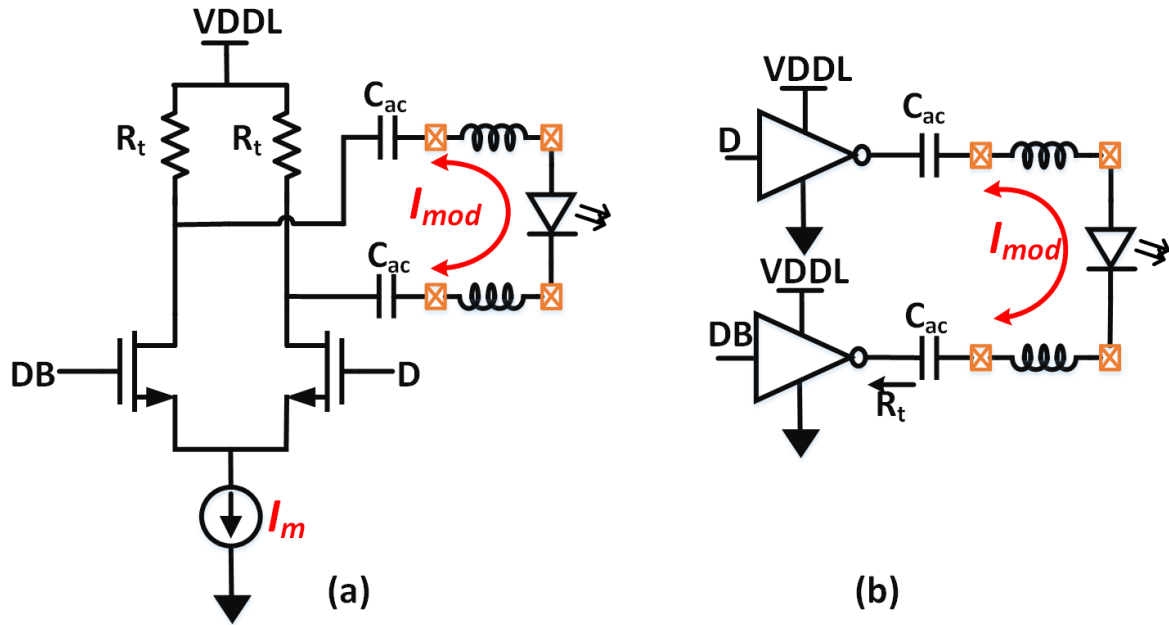 VDDL
Rt
Rt
Cac
Imod
Cac
DB
D
Im
(a)
VDDL
D
Cac
Imod
VDDL
DB
Cac
Rt
(b)